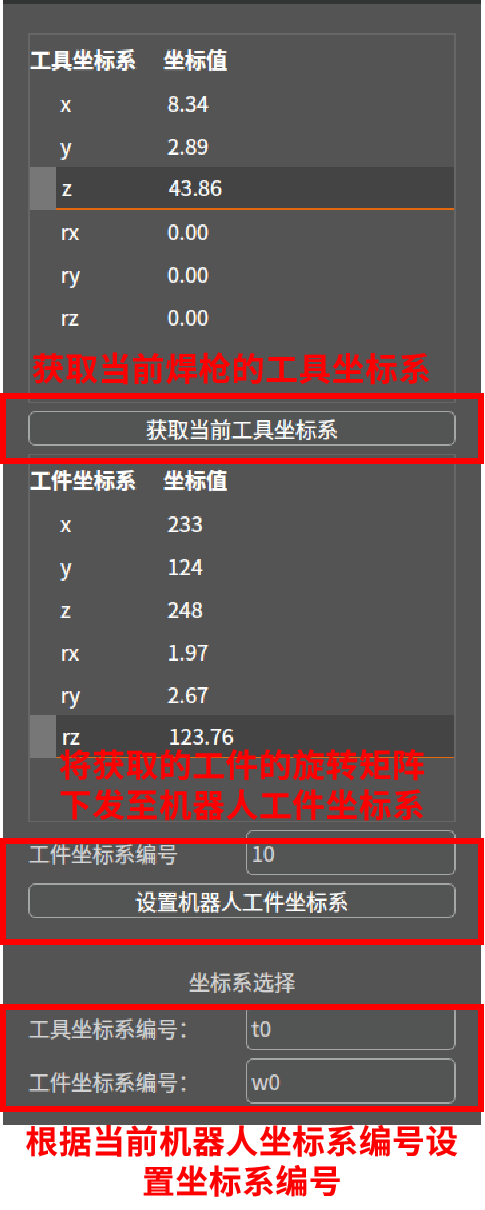 工具坐标系 坐标值
x 8.34
y 2.89
z 43.86
rx 0.00
ry 0.00
rz 0.00
获取当前焊枪的工具坐标系
获取当前工具坐标系
工件坐标系 坐标值
x 233
y 124
z 248
rx 1.97
ry 2.67
rz 123.76
将获取的工件的旋转矩阵
下发至机器人工件坐标系
工件坐标系编号 10
设置机器人工件坐标系
坐标系选择
工具坐标系编号： t0
工件坐标系编号： w0
根据当前机器人坐标系编号设
置坐标系编号